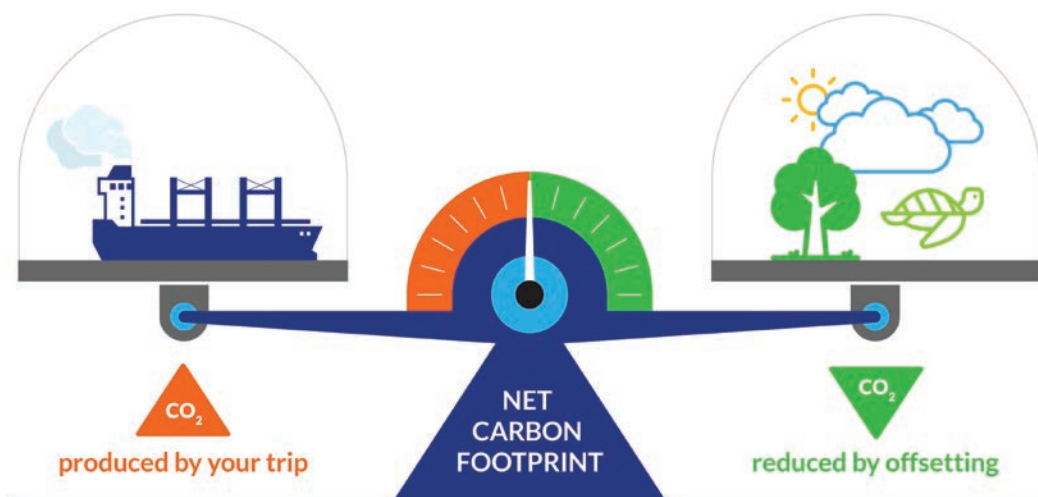 CO₂
produced by your trip
NET
CARBON
FOOTPRINT
CO₂
reduced by offsetting